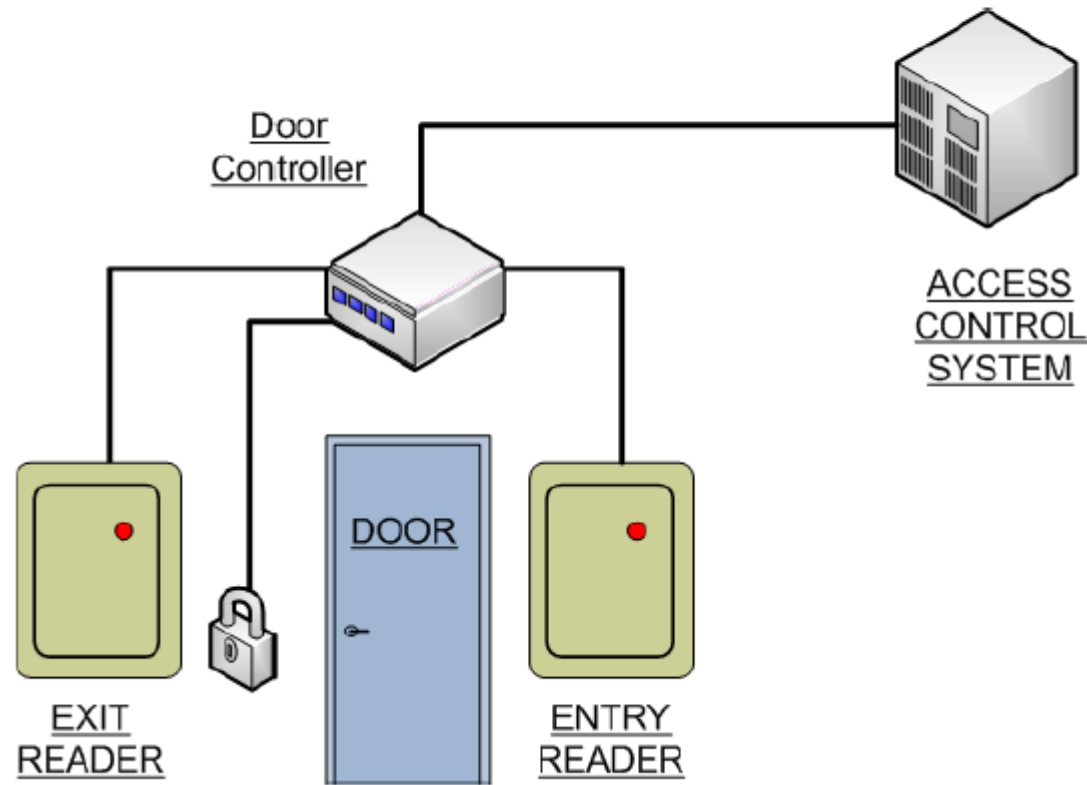 Door
Controller
ACCESS
CONTROL
SYSTEM
DOOR
EXIT
READER
ENTRY
READER